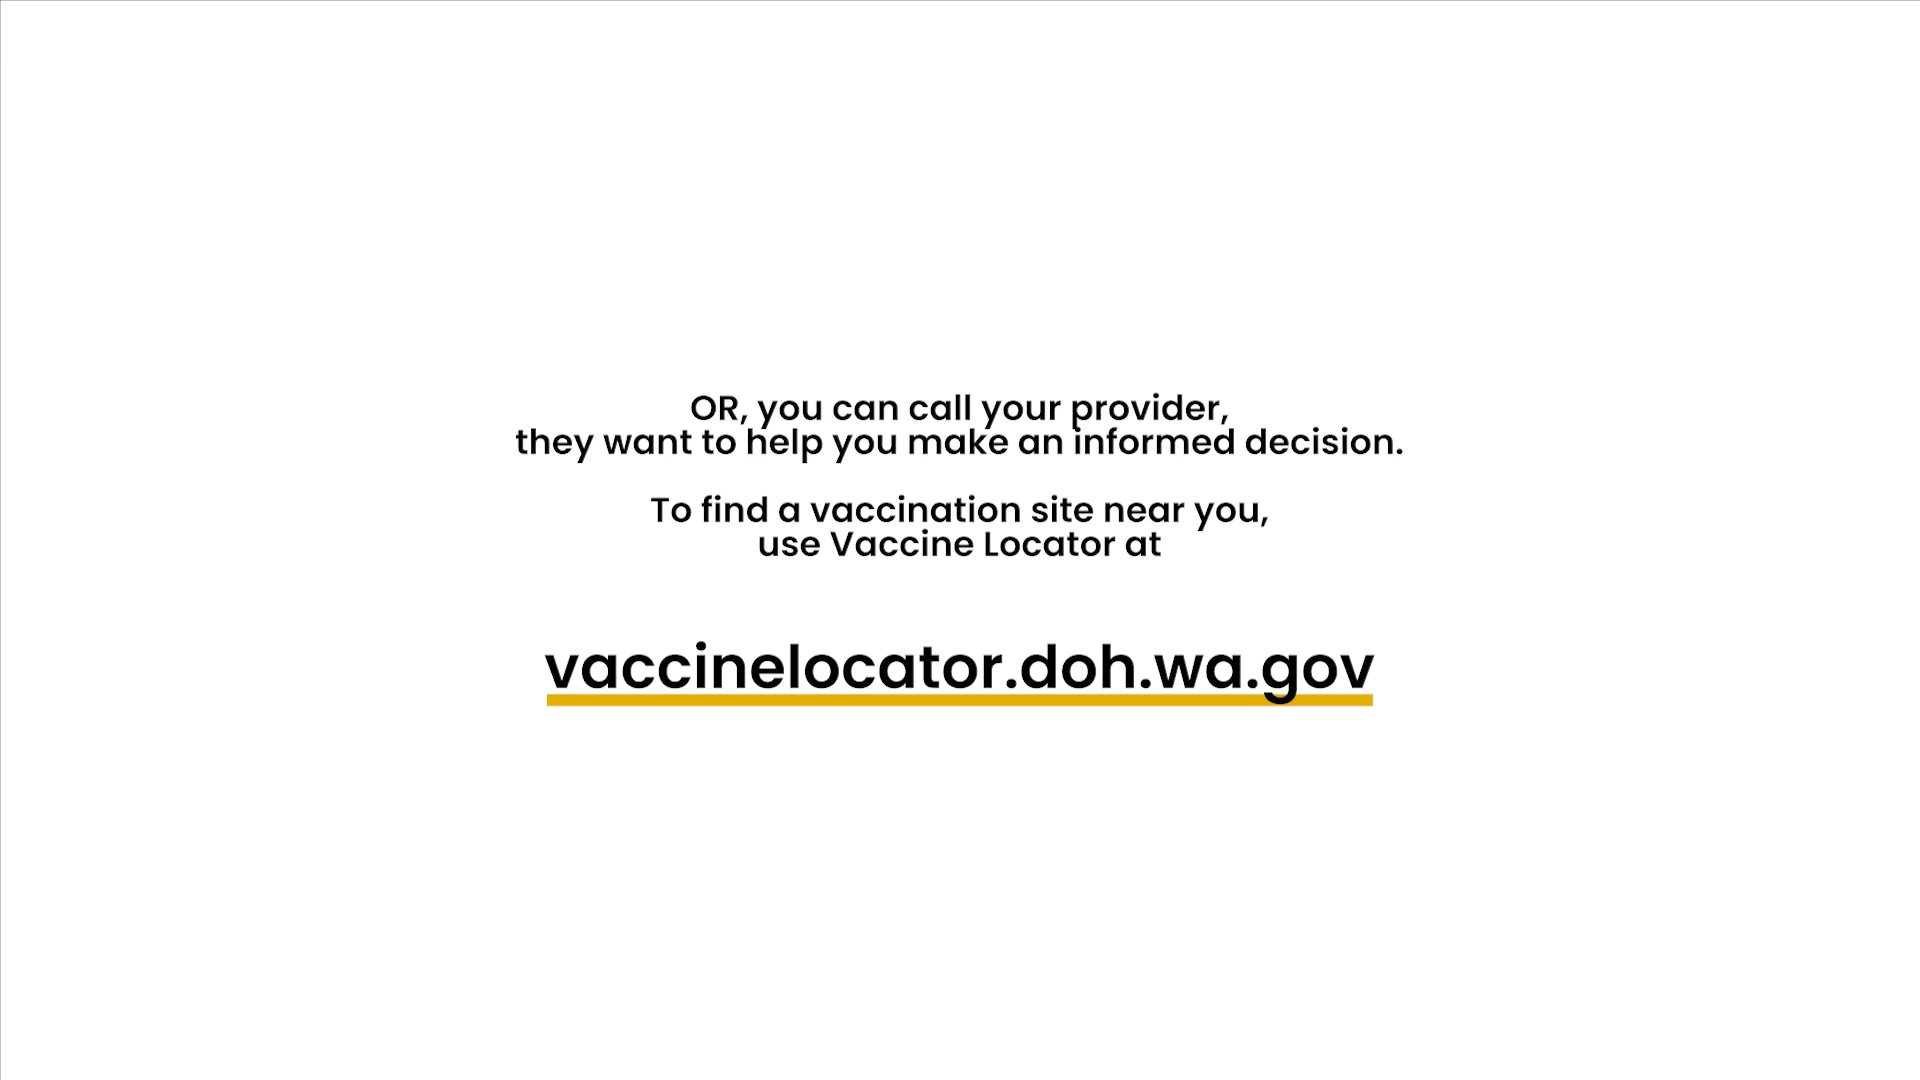 OR, you can call your provider,
they want to help you make an informed decision.
To find a vaccination site near you,
use Vaccine Locator at
vaccinelocator.doh.wa.gov